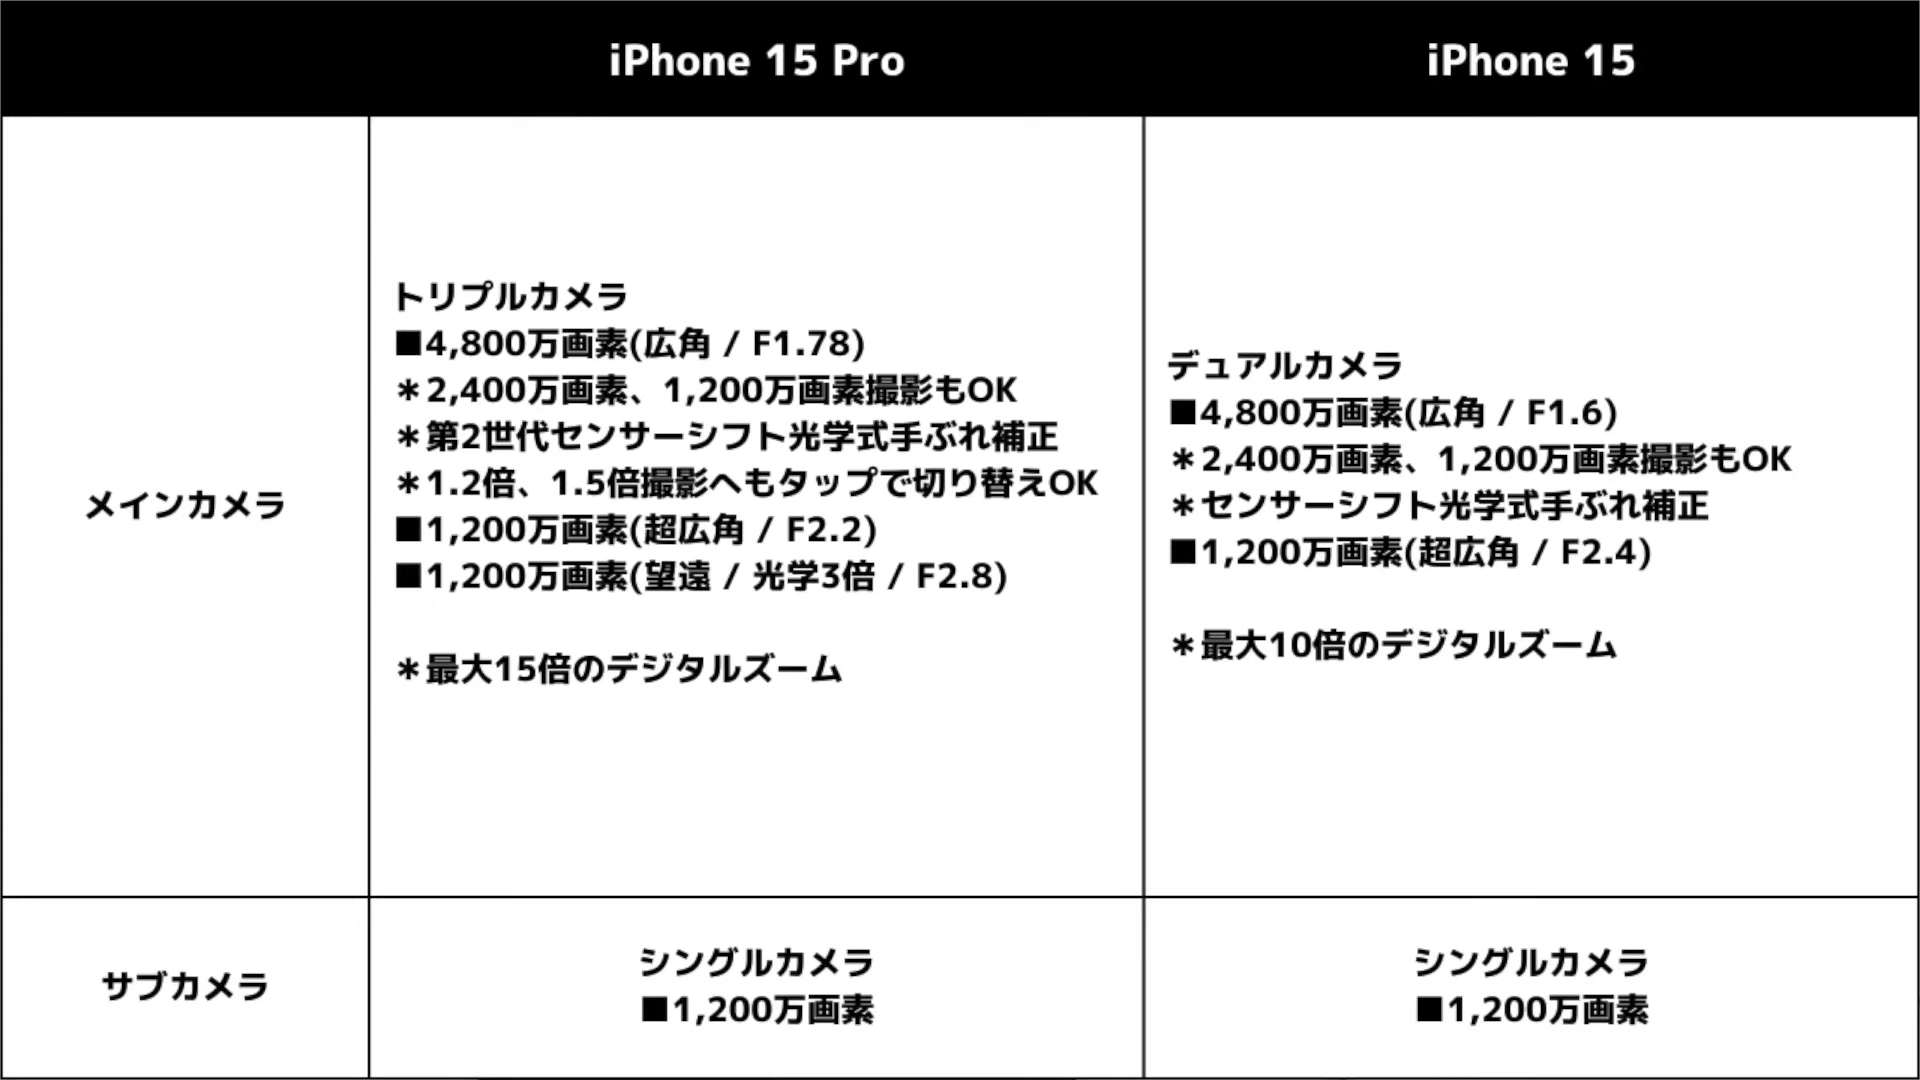 iPhone 15 Pro
iPhone 15
メインカメラ
トリプルカメラ
■4,800万画素(広角 / F1.78)
＊2,400万画素、1,200万画素撮影もOK
＊第2世代センサーシフト光学式手ぶれ補正
＊1.2倍、1.5倍撮影へもタップで切り替えOK
■1,200万画素(超広角 / F2.2)
■1,200万画素(望遠 / 光学3倍 / F2.8)
＊最大15倍のデジタルズーム
デュアルカメラ
■4,800万画素(広角 / F1.6)
＊2,400万画素、1,200万画素撮影もOK
＊センサーシフト光学式手ぶれ補正
■1,200万画素(超広角 / F2.4)
＊最大10倍のデジタルズーム
サブカメラ
シングルカメラ
■1,200万画素
シングルカメラ
■1,200万画素